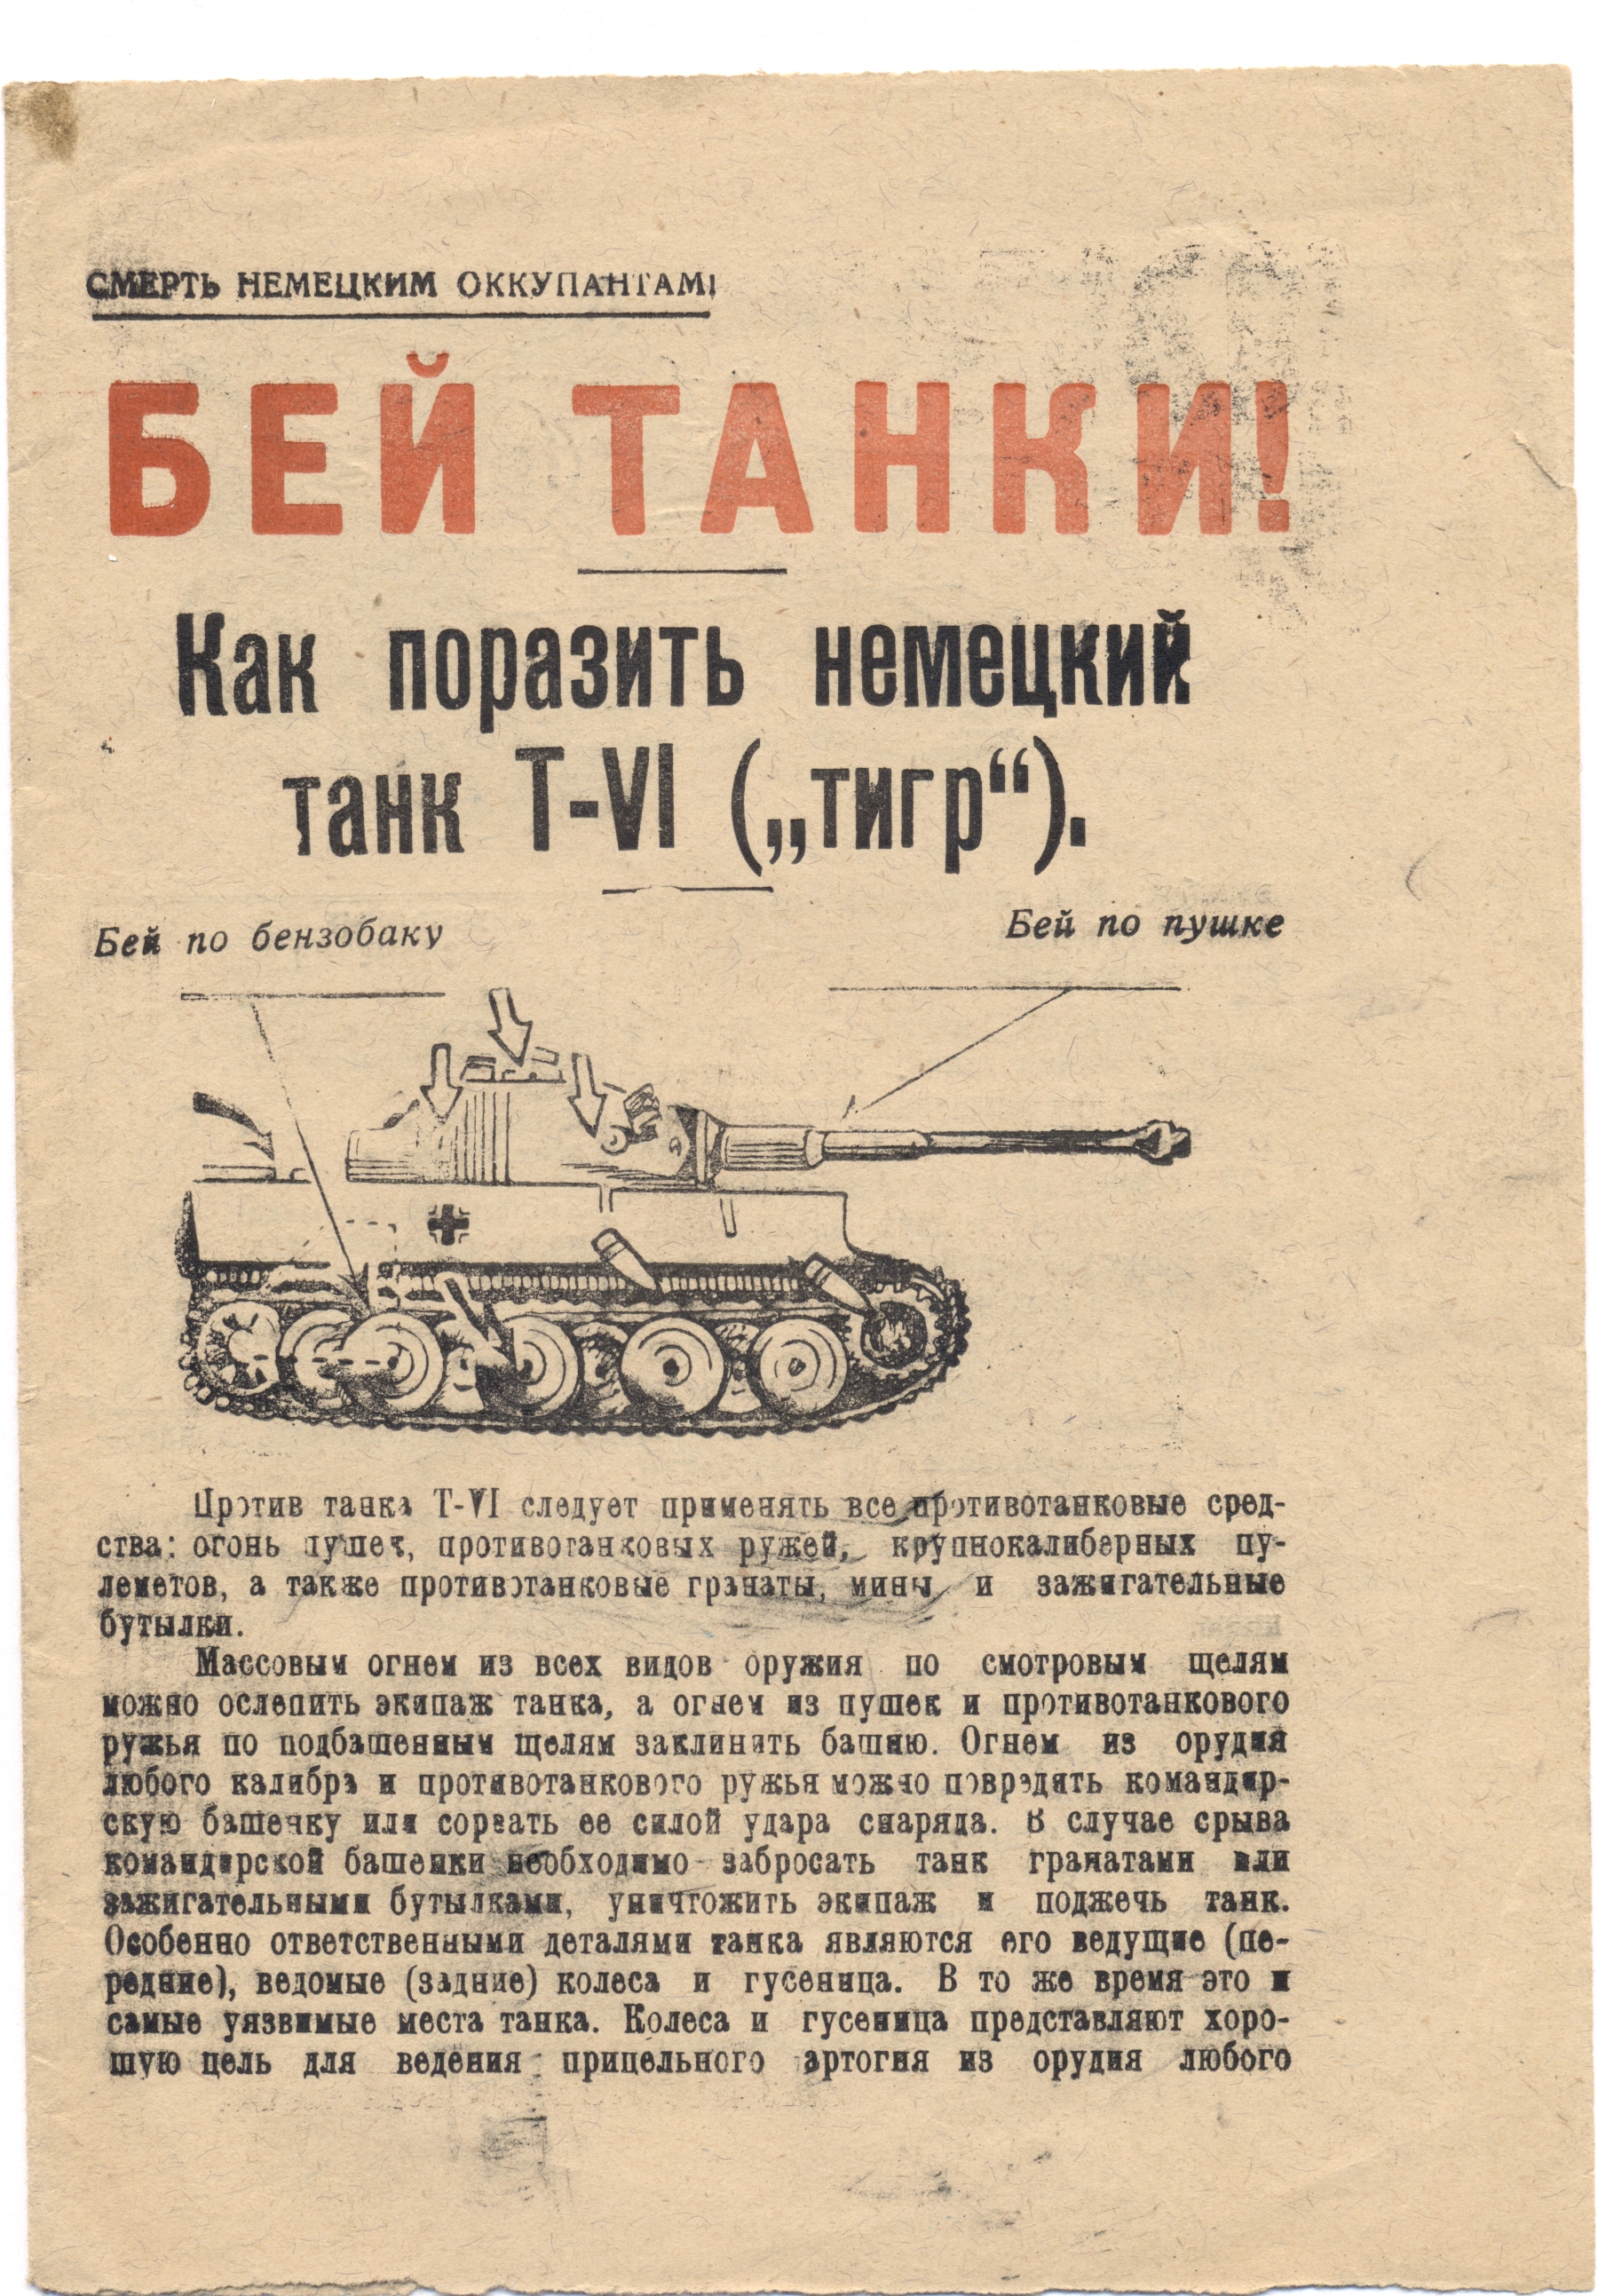 СМЕРТЬ НЕМЕЦКИМ ОККУПАНТАМ!
БЕЙ ТАНКИ!
Как поразить немецкий
танк Т-VI („тигр“).
Бей по бензобаку
Бей по пушке
Против танка Т-VI следует применять все противотанковые сред-
ства: огонь пушек, противотанковых ружей, крупнокалиберных пу-
леметов, а также противотанковые гранаты, мины и зажигательные
бутылки.
Массовым огнем из всех видов оружия по смотровым щелям
можно ослепить экипаж танка, а огнем из пушек и противотанкового
ружья по подбашенным щелям заклинить башню. Огнем из орудия
любого калибра и противотанкового ружья можно повредить командир-
скую башенку или сорвать ее силой удара снаряда. В случае срыва
командирской башенки необходимо забросать танк гранатами или
зажигательными бутылками, уничтожить экипаж и поджечь танк.
Особенно ответственными деталями танка являются его ведущие (пе-
редние), ведомые (задние) колеса и гусеница. В то же время это и
самые уязвимые места танка. Колеса и гусеница представляют хоро-
шую цель для ведения прицельного артогня из орудия любого